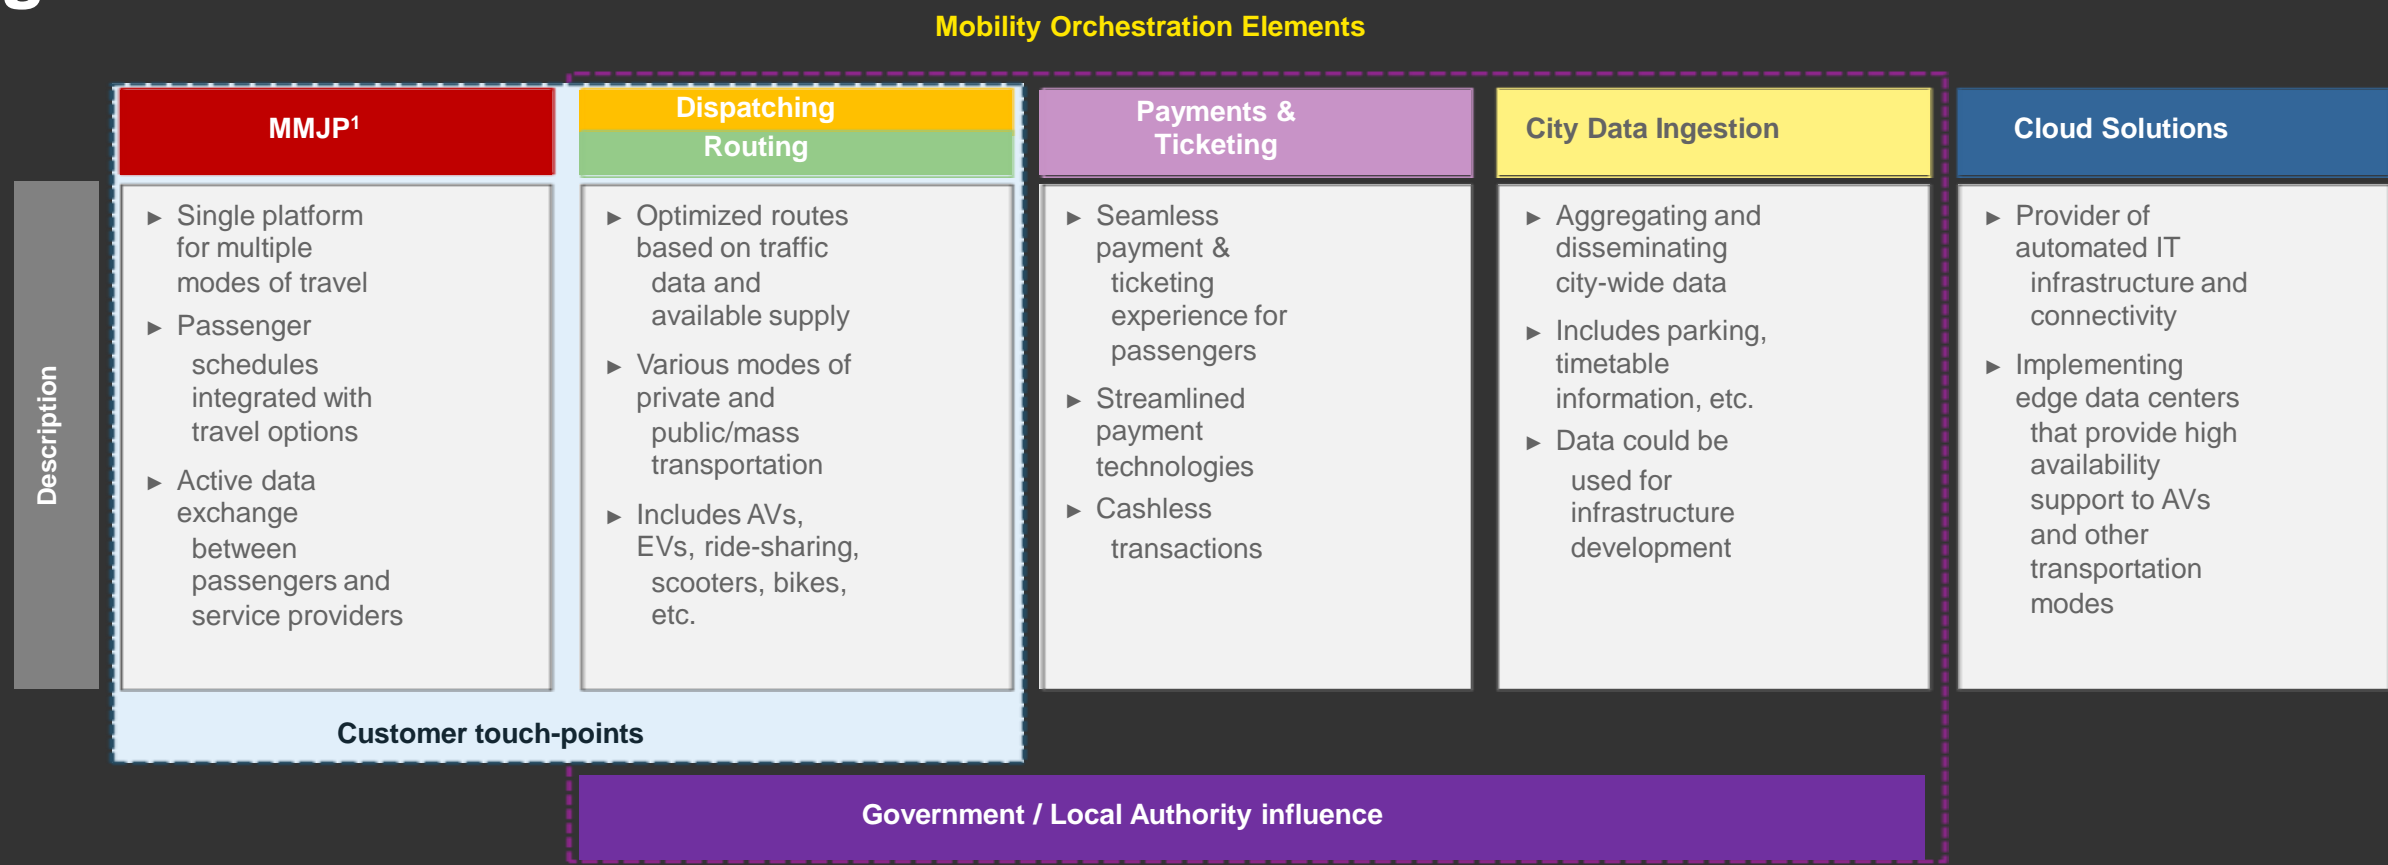 g
Mobility Orchestration Elements
MMJP¹
Dispatching
Routing
Payments &
Ticketing
City Data Ingestion
Cloud Solutions
Description
► Single platform
for multiple
modes of travel
► Passenger
schedules
integrated with
travel options
► Active data
exchange
between
passengers and
service providers
► Optimized routes
based on traffic
data and
available supply
► Various modes of
private and
public/mass
transportation
► Includes AVs,
EVs, ride-sharing,
scooters, bikes,
etc.
► Seamless
payment &
ticketing
experience for
passengers
► Streamlined
payment
technologies
► Cashless
transactions
► Aggregating and
disseminating
city-wide data
► Includes parking,
timetable
information, etc.
► Data could be
used for
infrastructure
development
► Provider of
automated IT
infrastructure and
connectivity
► Implementing
edge data centers
that provide high
availability
support to AVs
and other
transportation
modes
Customer touch-points
Government / Local Authority influence